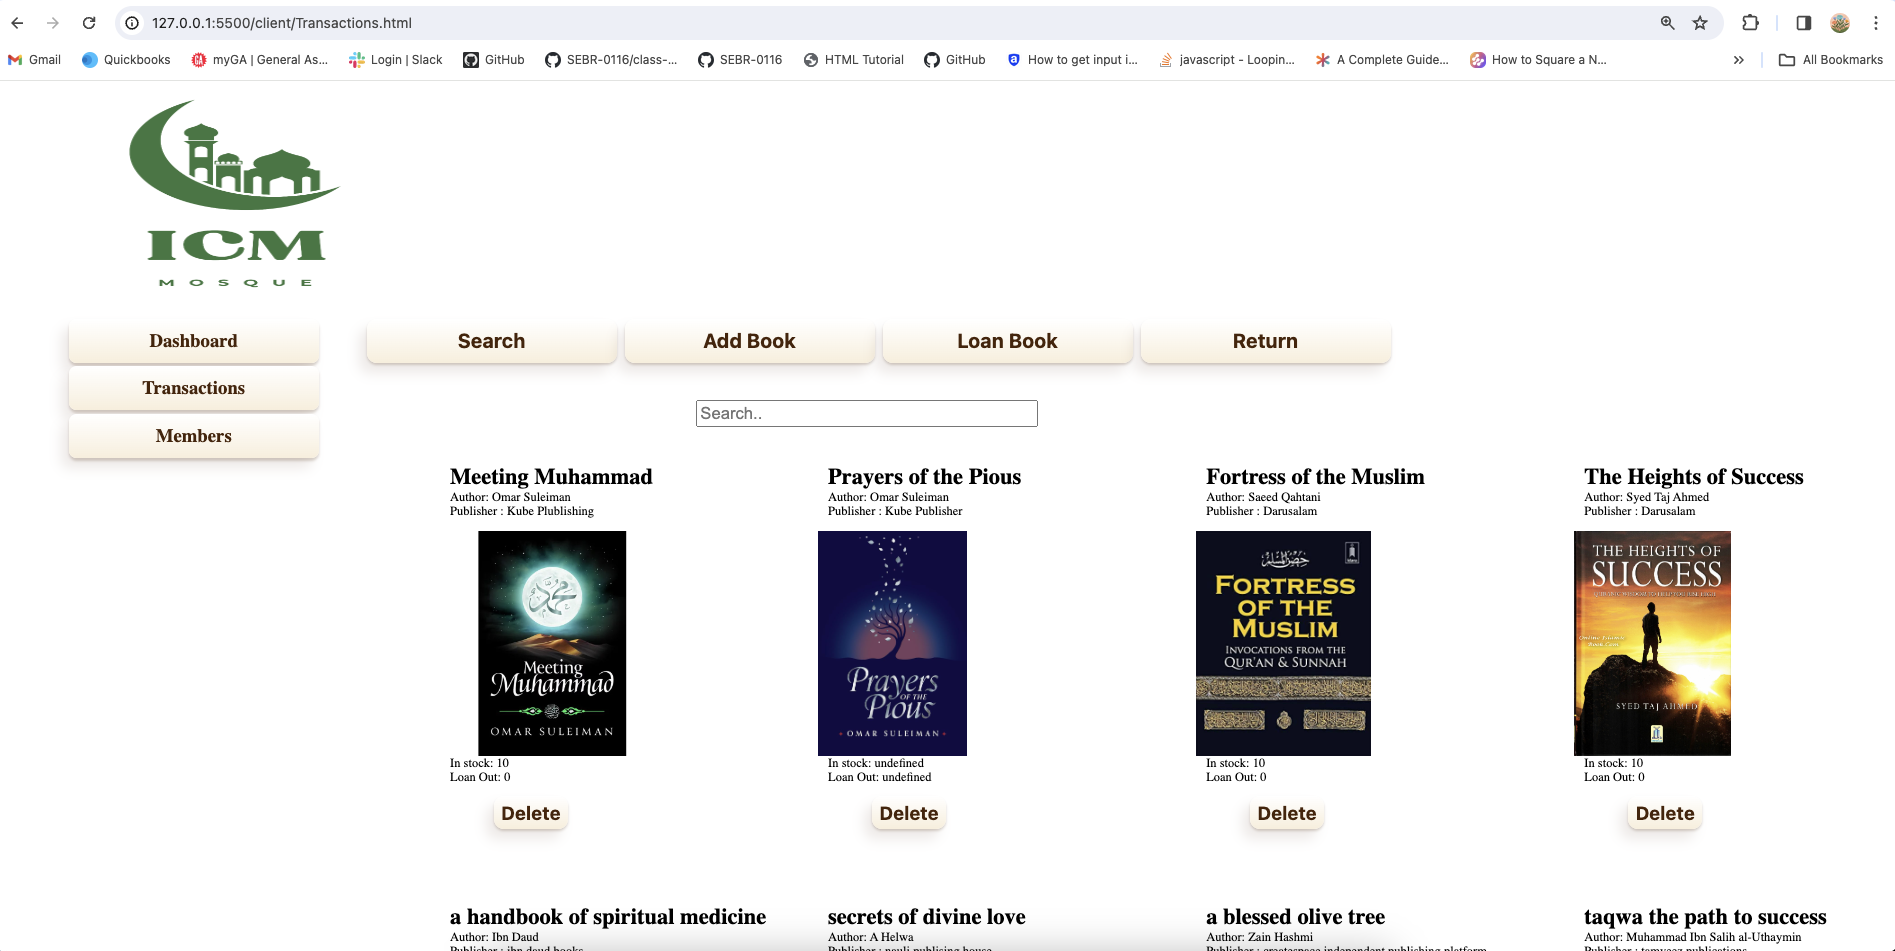 127.0.0.1:5500/client/Transactions.html
Gmail
Quickbooks
myGA | General As...
Login | Slack
GitHub
SEBR-0116/class-...
SEBR-0116
HTML Tutorial
GitHub
How to get input i...
javascript - Loopin...
A Complete Guide...
How to Square a N...
»
All Bookmarks
ICM
MOSQUE
Dashboard
Transactions
Members
Search
Add Book
Loan Book
Return
Search..
Meeting Muhammad
Author: Omar Suleiman
Publisher : Kube Plublishing
Meeting
Muhammad
OMAR SULEIMAN
In stock: 10
Loan Out: 0
Delete
Prayers of the Pious
Author: Omar Suleiman
Publisher : Kube Publisher
Prayers
OF THE
Pious
OMAR SULEIMAN
In stock: undefined
Loan Out: undefined
Delete
Fortress of the Muslim
Author: Saeed Qahtani
Publisher : Darusalam
FORTRESS
OF THE
MUSLIM
INVOCATIONS FROM THE
QUR'AN & SUNNAH
In stock: 10
Loan Out: 0
Delete
The Heights of Success
Author: Syed Taj Ahmed
Publisher : Darusalam
THE HEIGHTS OF
SUCCESS
SYED TAJ AHMED
In stock: 10
Loan Out: 0
Delete
a handbook of spiritual medicine
Author: Ibn Daud
Publisher : ibn daud books
secrets of divine love
Author: A Helwa
Publisher : nauli publising house
a blessed olive tree
Author: Zain Hashmi
Publisher : createspace independent publishing platform
taqwa the path to success
Author: Muhammad Ibn Salih al-Uthaymin
Publisher : tamyeez publications